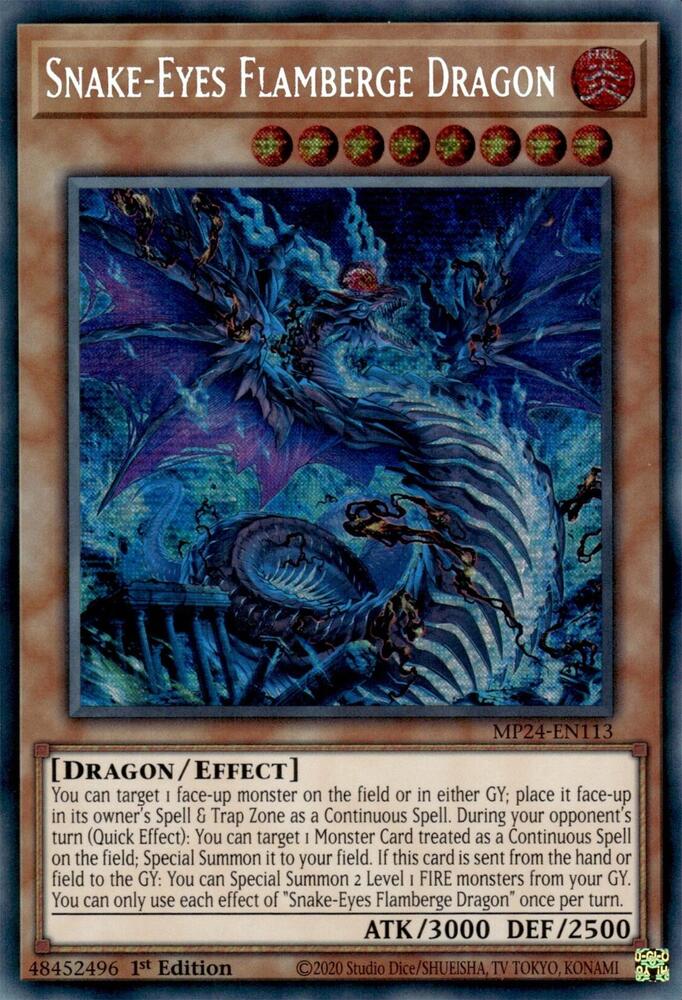 SNAKE-EYES FLAMBERGE DRAGON
FIRE
炎
MP24-EN113
[DRAGON/EFFECT]
You can target 1 face-up monster on the field or in either GY; place it face-up
in its owner's Spell & Trap Zone as a Continuous Spell. During your opponent's
turn (Quick Effect): You can target 1 Monster Card treated as a Continuous Spell
on the field; Special Summon it to your field. If this card is sent from the hand or
field to the GY: You can Special Summon 2 Level 1 FIRE monsters from your GY.
You can only use each effect of "Snake-Eyes Flamberge Dragon" once per turn.
ATK/3000 DEF/2500
48452496 1st Edition ©2020 Studio Dice/SHUEISHA, TV TOKYO, KONAMI